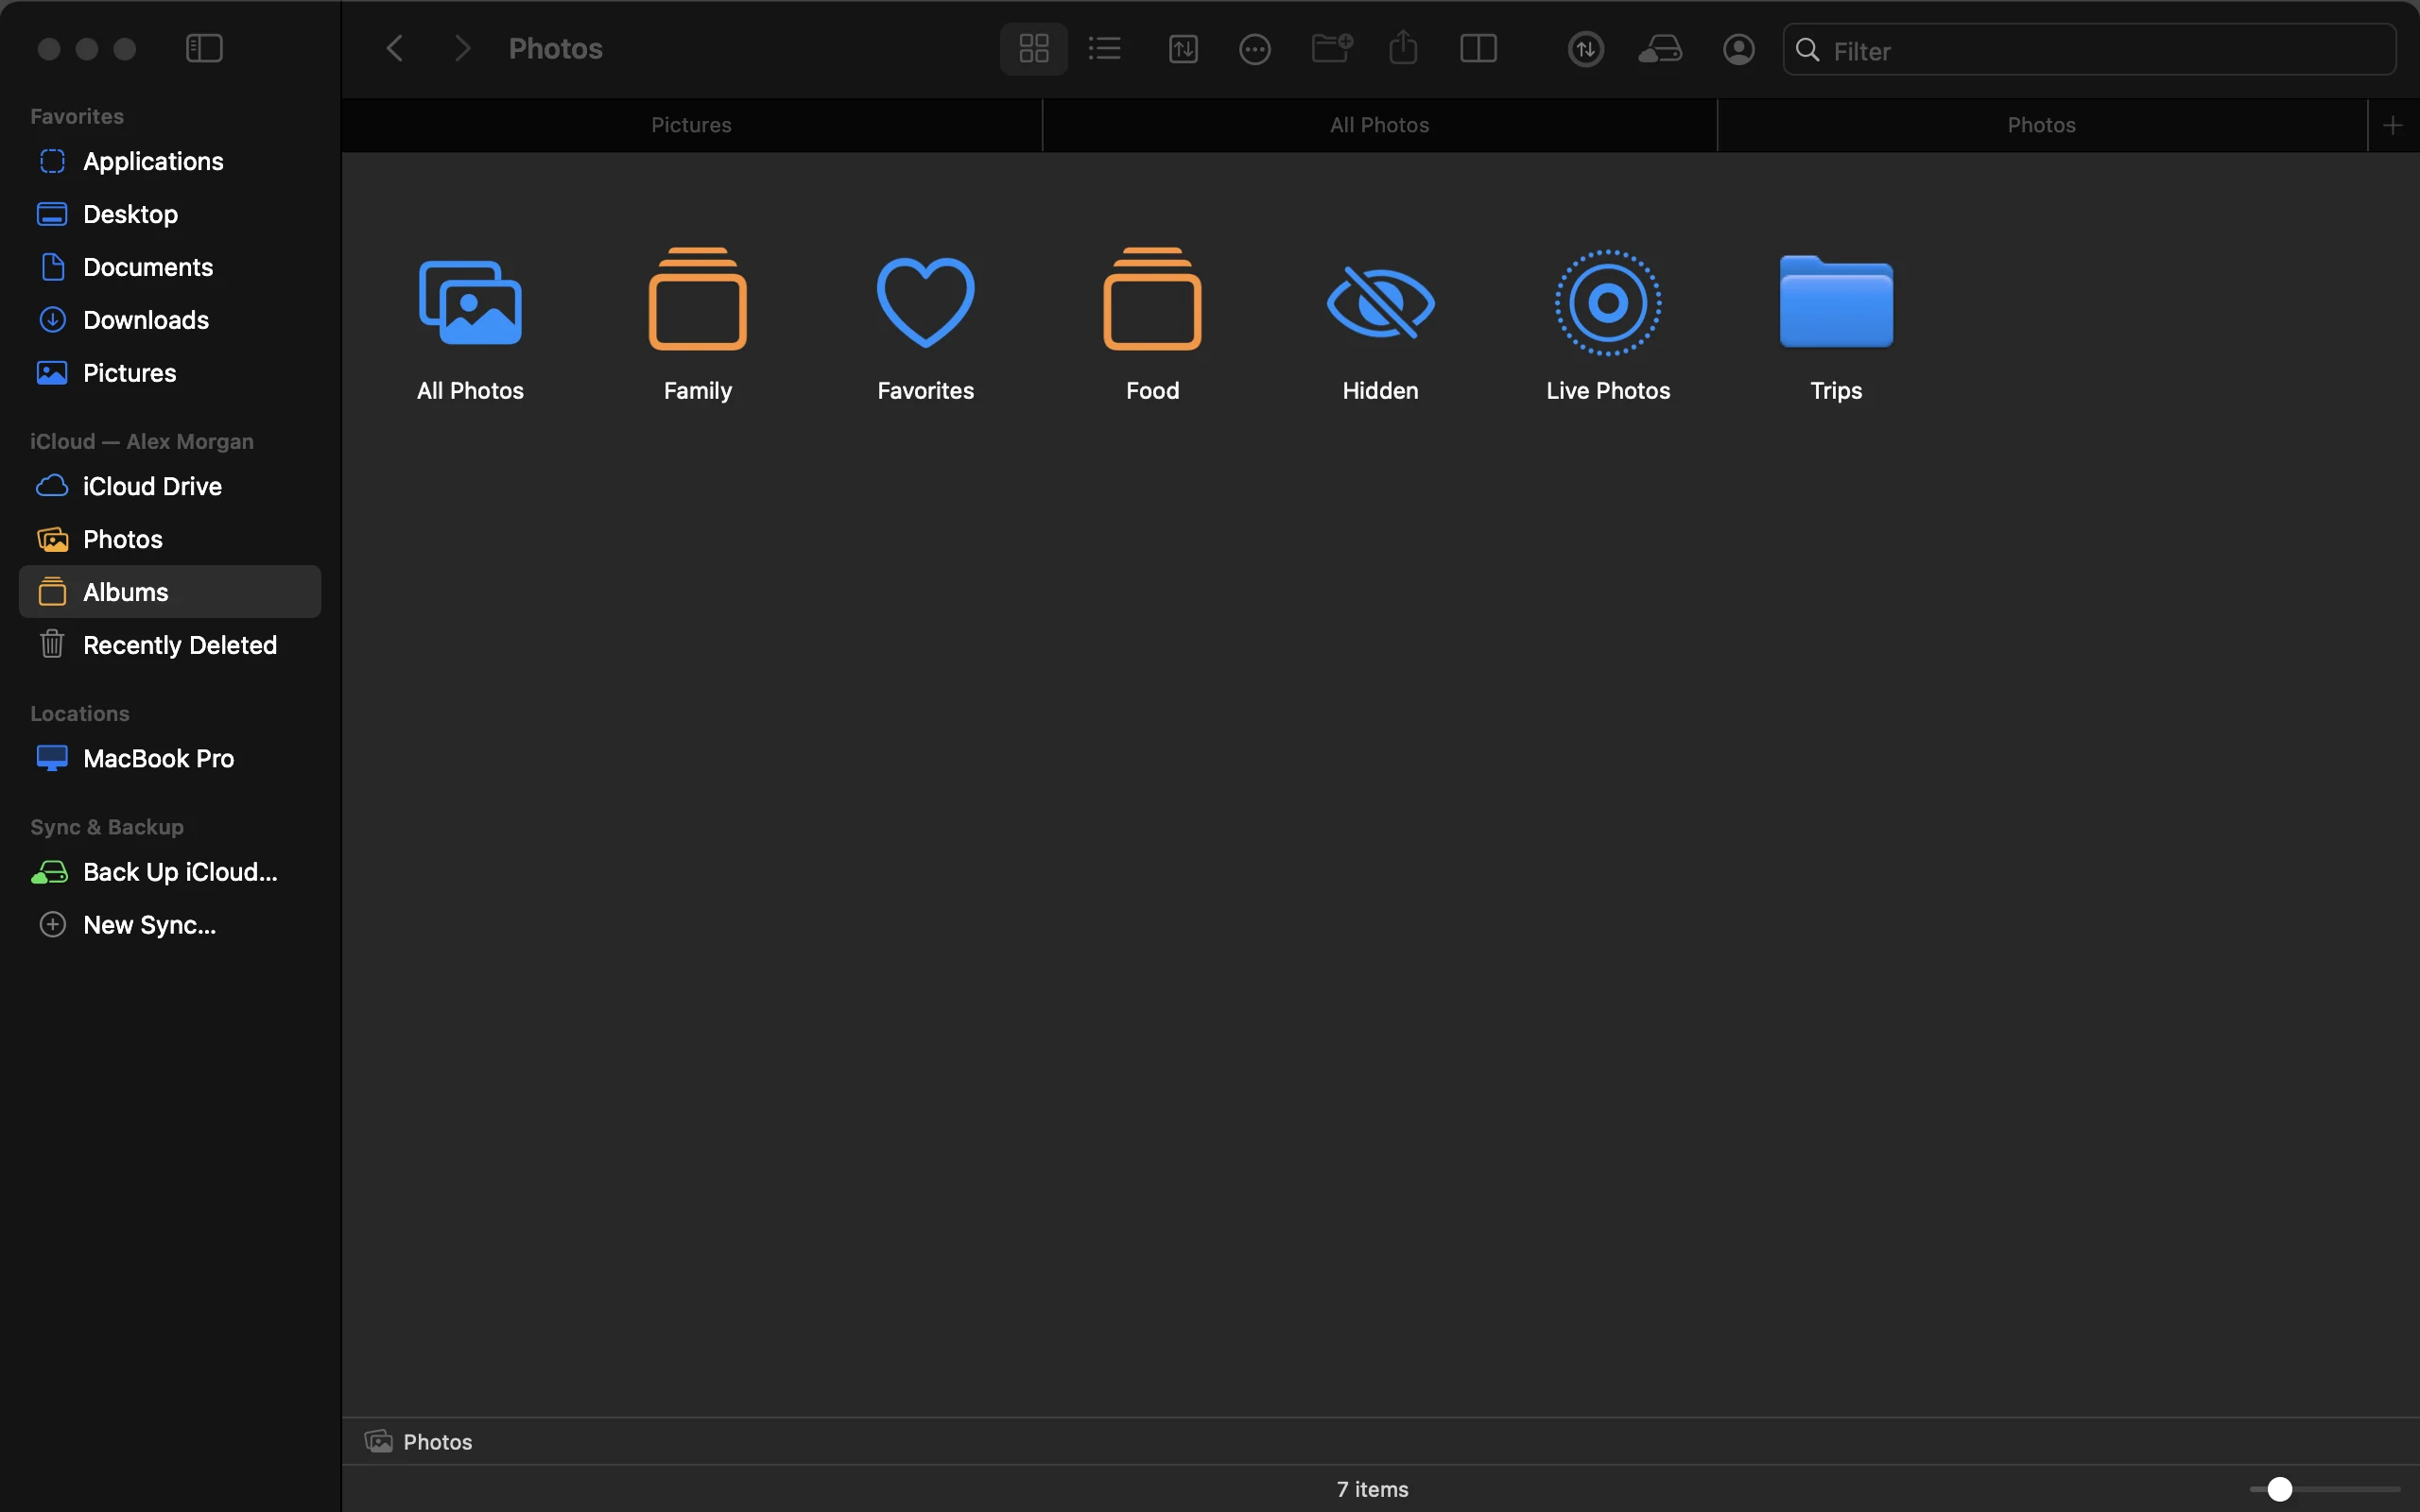 Photos
Filter
Favorites
Applications
Desktop
Documents
Downloads
Pictures
iCloud — Alex Morgan
iCloud Drive
Photos
Albums
Recently Deleted
Locations
MacBook Pro
Sync & Backup
Back Up iCloud...
New Sync...
Pictures
All Photos
Photos
All Photos
Family
Favorites
Food
Hidden
Live Photos
Trips
Photos
7 items